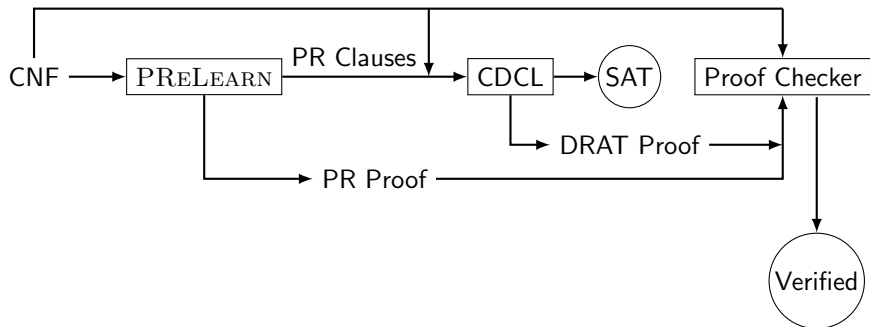 PR Clauses
CNF
PRELEARN
CDCL
SAT
Proof Checker
DRAT Proof
PR Proof
Verified